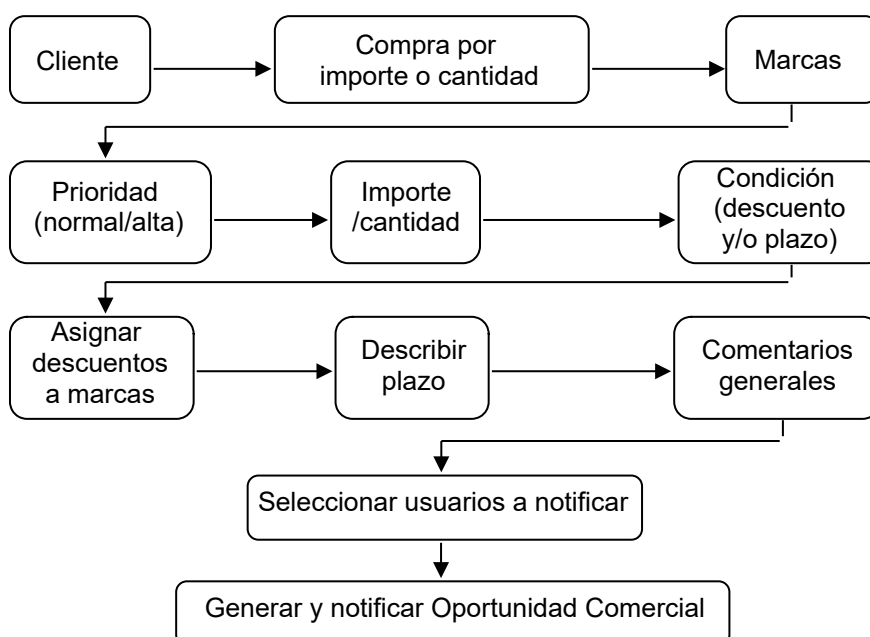 Cliente
Compra por
importe o cantidad
Marcas
Prioridad
(normal/alta)
Importe
/cantidad
Condición
(descuento
y/o plazo)
Asignar
descuentos
a marcas
Describir
plazo
Comentarios
generales
Seleccionar usuarios a notificar
Generar y notificar Oportunidad Comercial